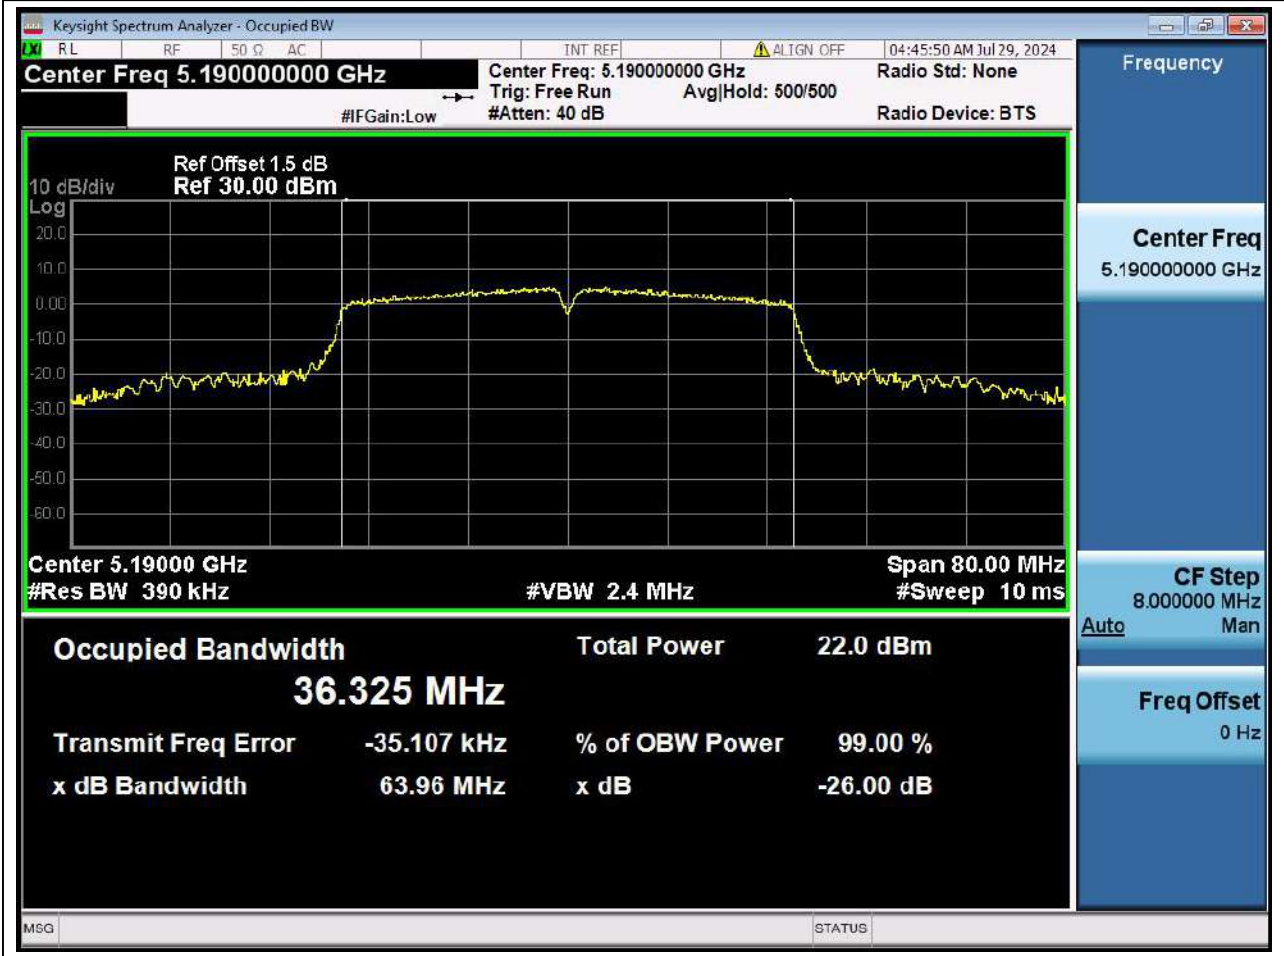 Keysight Spectrum Analyzer - Occupied BW
LXI RL RF 50 Ω AC INT REF ALIGN OFF 04:45:50 AM Jul 29, 2024
Center Freq 5.190000000 GHz
Center Freq: 5.190000000 GHz
Radio Std: None
Trig: Free Run Avg|Hold: 500/500
#IFGain:Low
#Atten: 40 dB
Radio Device: BTS
Ref Offset 1.5 dB
10 dB/div Ref 30.00 dBm
Log
20.0
10.0
0.00
-10.0
-20.0
-30.0
-40.0
-50.0
-60.0
Center 5.19000 GHz Span 80.00 MHz
#Res BW 390 kHz #VBW 2.4 MHz #Sweep 10 ms
Occupied Bandwidth Total Power 22.0 dBm
36.325 MHz
Transmit Freq Error -35.107 kHz % of OBW Power 99.00 %
x dB Bandwidth 63.96 MHz x dB -26.00 dB
Frequency
Center Freq
5.190000000 GHz
CF Step
8.000000 MHz
Auto Man
Freq Offset
0 Hz
MSG STATUS